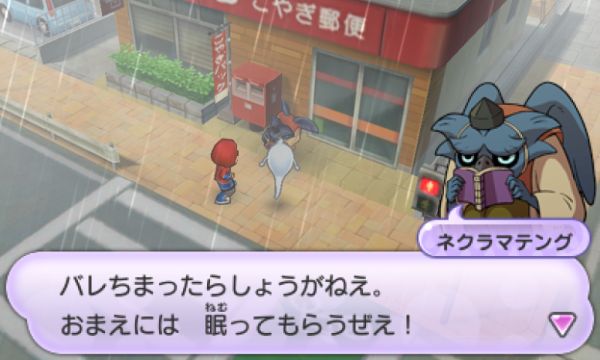 こやぎ郵便
ネクラマテング
バレちまったらしょうがねえ。
おまえには 眠ってもらうぜえ！
ねむ